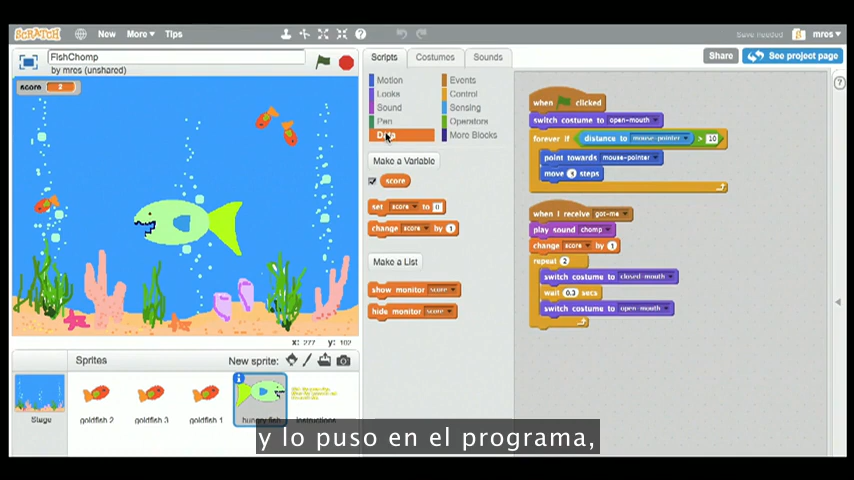 SCRATCH New More Tips Save needed mres
FishChomp
by mres (unshared)
Scripts Costumes Sounds
Share See project page
score 2
Motion Events
Looks Control
Sound Sensing
Pen Operators
Data More Blocks
Make a Variable
score
set score to 0
change score by 1
Make a List
show monitor score
hide monitor score
when clicked
switch costume to open-mouth
forever if distance to mouse-pointer > 10
point towards mouse-pointer
move steps
when I receive got-me
play sound chomp
change score by 1
repeat 2
switch costume to closed-mouth
wait 0.3 secs
switch costume to open-mouth
x: 277 y: 102
Sprites New sprite:
Stage goldfish 2 goldfish 3 goldfish 1 hungry fish instructions
y lo puso en el programa,